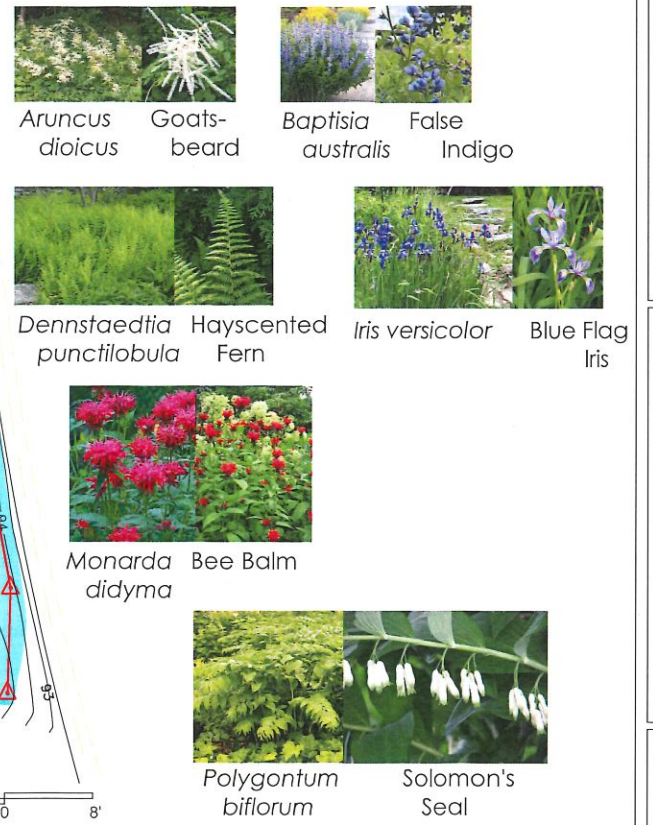 Aruncus dioicus
Goats-
beard
Baptisia australis
False Indigo
Dennstaedtia punctilobula
Hayscented Fern
Iris versicolor
Blue Flag Iris
Monarda didyma
Bee Balm
93
Polygontum biflorum
Solomon's Seal
0
8'